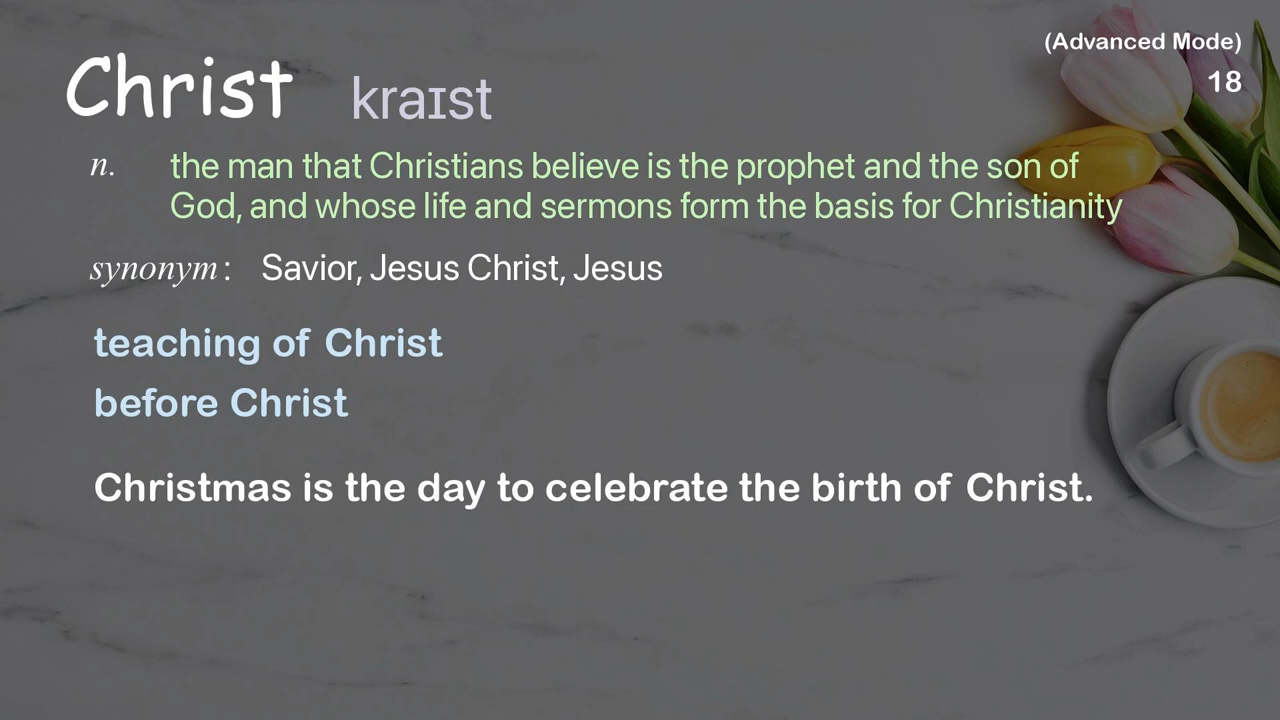 (Advanced Mode)
18
Christ kraɪst
n. the man that Christians believe is the prophet and the son of
God, and whose life and sermons form the basis for Christianity
synonym: Savior, Jesus Christ, Jesus
teaching of Christ
before Christ
Christmas is the day to celebrate the birth of Christ.